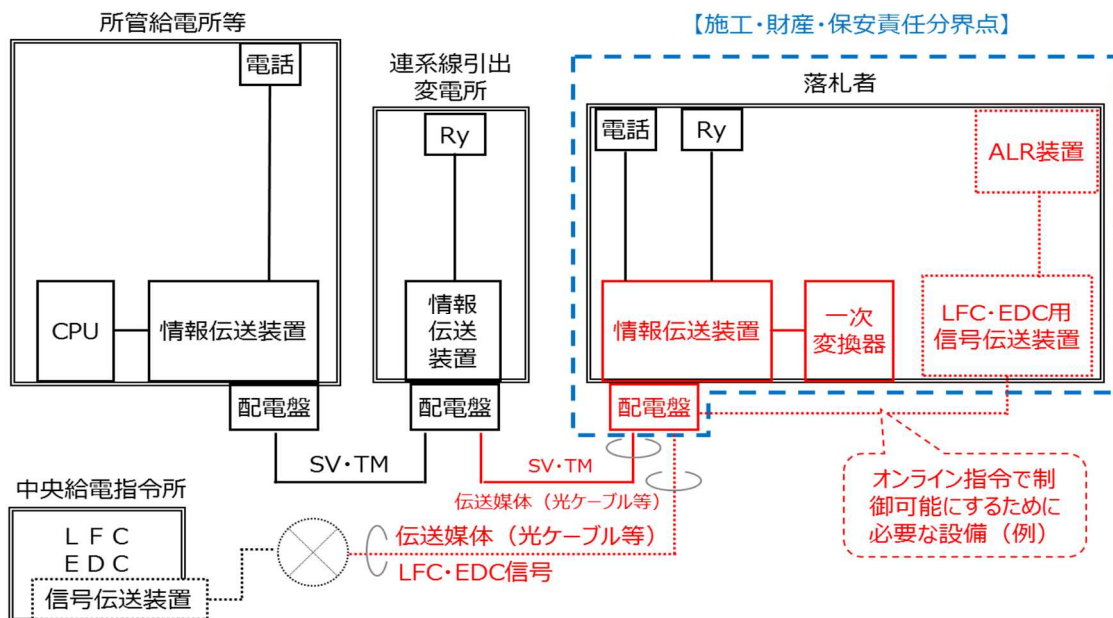 所管給電所等
電話
CPU
情報伝送装置
配電盤
連系線引出
変電所
Ry
情報
伝送
装置
配電盤
【施工・財産・保安責任分界点】
落札者
電話
Ry
ALR装置
情報伝送装置
一次
変換器
LFC・EDC用
信号伝送装置
配電盤
SV・TM
SV・TM
伝送媒体（光ケーブル等）
オンライン指令で制
御可能にするために
必要な設備（例）
中央給電指令所
ＬＦＣ
ＥＤＣ
信号伝送装置
伝送媒体（光ケーブル等）
LFC・EDC信号